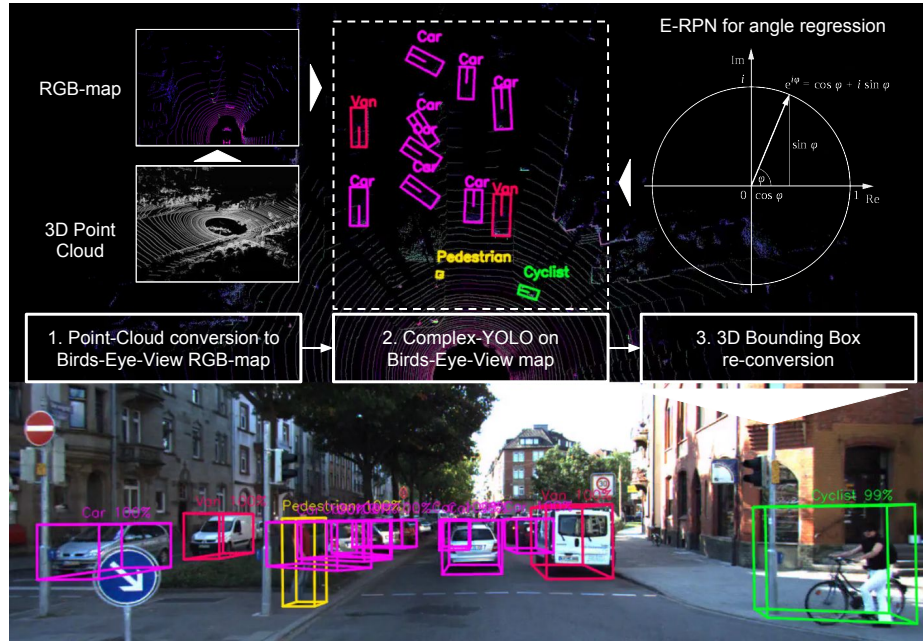 RGB-map
3D Point
Cloud
Car
Car
Car
Van
Car
Car
Car
Car
Car
Van
Pedestrian
Cyclist
E-RPN for angle regression
Im
i
e^{iφ} = cos φ + i sin φ
sin φ
φ
0
cos φ
1
Re
1. Point-Cloud conversion to
Birds-Eye-View RGB-map
2. Complex-YOLO on
Birds-Eye-View map
3. 3D Bounding Box
re-conversion
Car 100%
Van 100%
Pedestrian 100%
Van 100%
Cyclist 99%